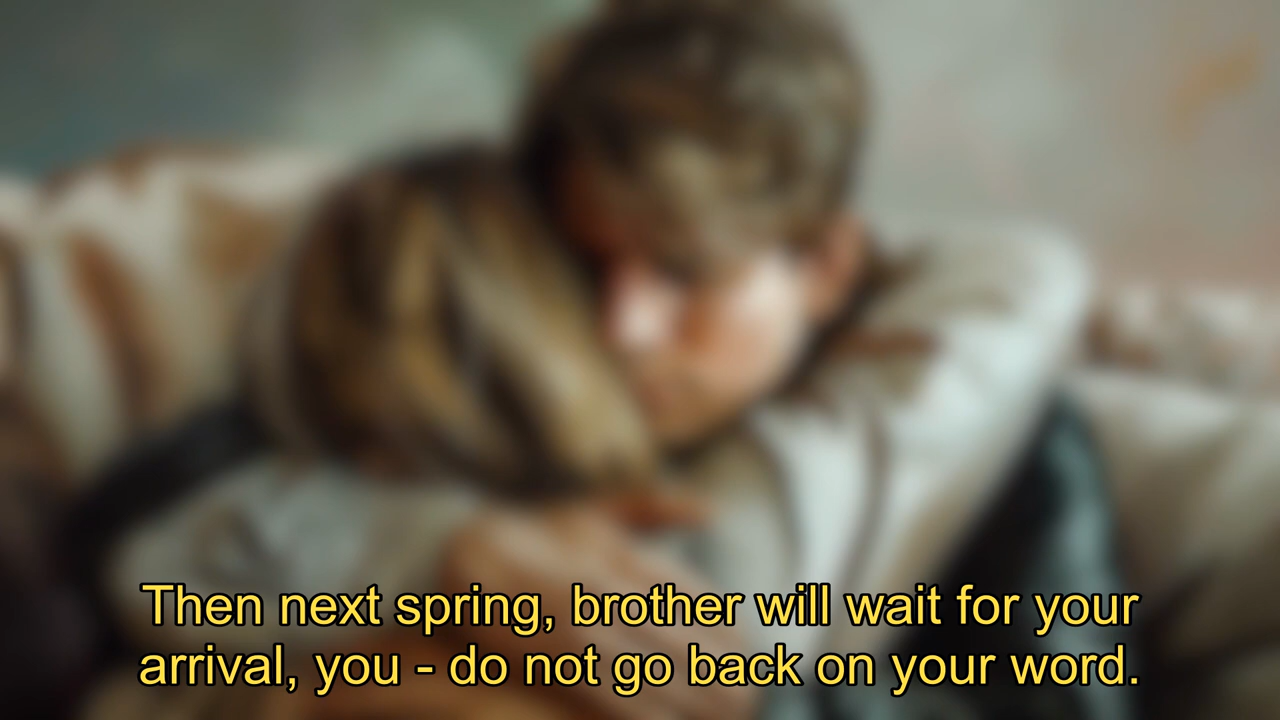 Then next spring, brother will wait for your
arrival, you - do not go back on your word.